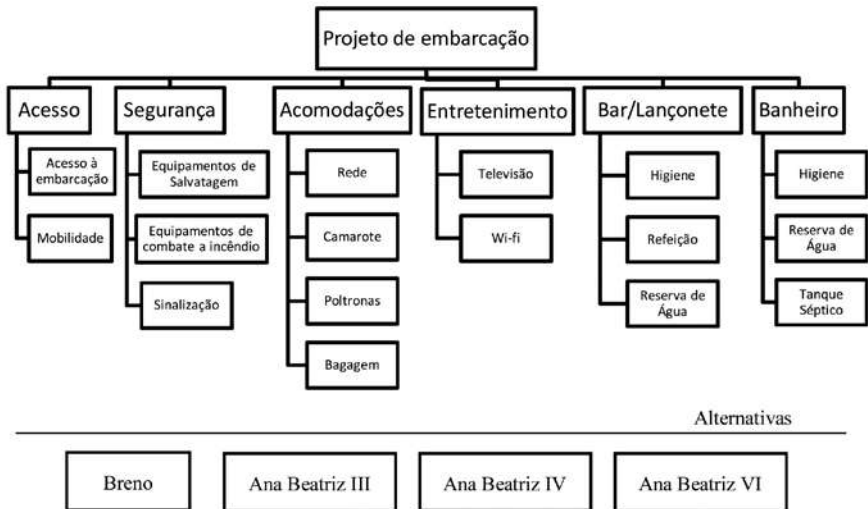 Projeto de embarcação
Acesso
Segurança
Acomodações
Entretenimento
Bar/Lançonete
Banheiro
Acesso à
embarcação
Mobilidade
Equipamentos de
Salvatagem
Equipamentos de
combate a incêndio
Sinalização
Rede
Camarote
Poltronas
Bagagem
Televisão
Wi-fi
Higiene
Refeição
Reserva de
Água
Higiene
Reserva de
Água
Tanque
Séptico
Alternativas
Breno
Ana Beatriz III
Ana Beatriz IV
Ana Beatriz VI